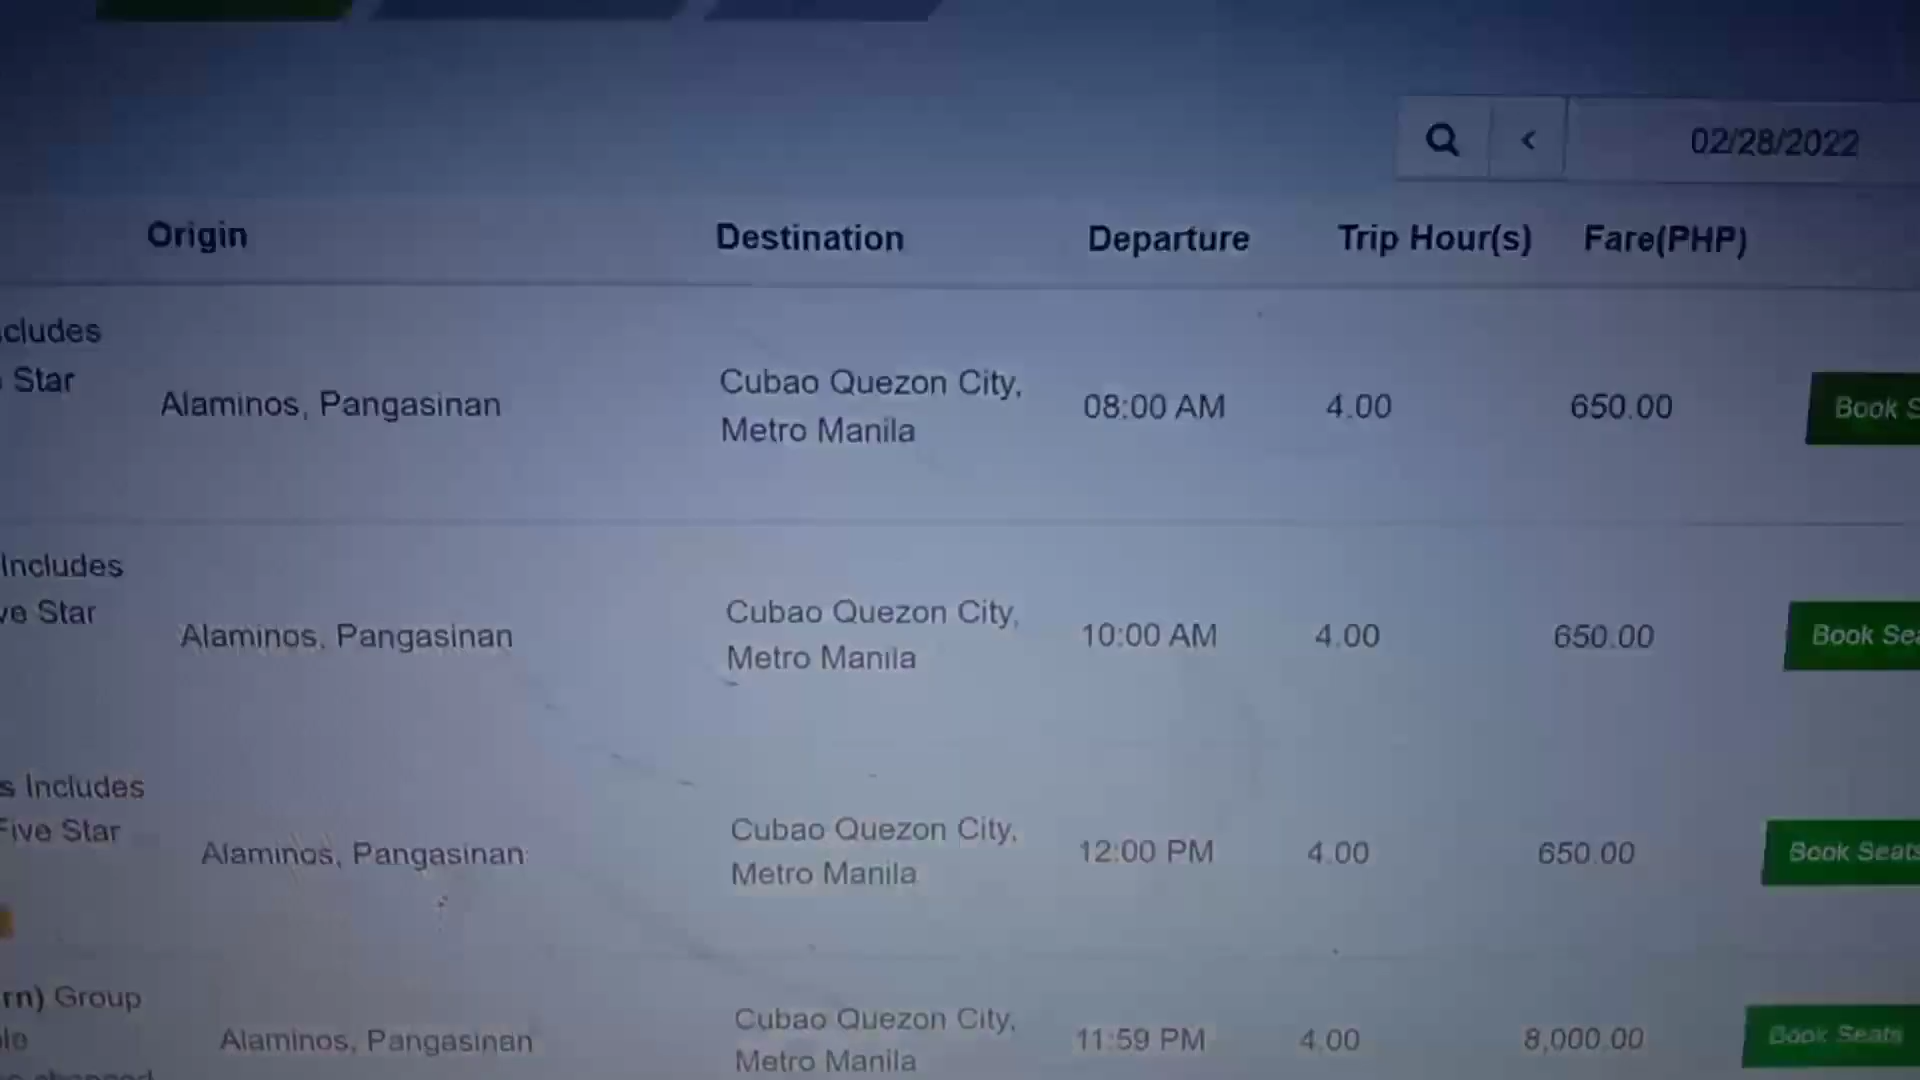 02/28/2022
Origin Destination Departure Trip Hour(s) Fare(PHP)
Star
Alaminos, Pangasinan
Cubao Quezon City,
Metro Manila
08:00 AM 4.00 650.00
Book
Includes
Star
Alaminos, Pangasinan
Cubao Quezon City,
Metro Manila
10:00 AM 4.00 650.00
Book
Includes
Five Star
Alaminos, Pangasinan
Cubao Quezon City,
Metro Manila
12:00 PM 4.00 650.00
Book Seats
Group
Alaminos, Pangasinan
Cubao Quezon City,
Metro Manila
11:59 PM 4.00 8,000.00
Book Seats